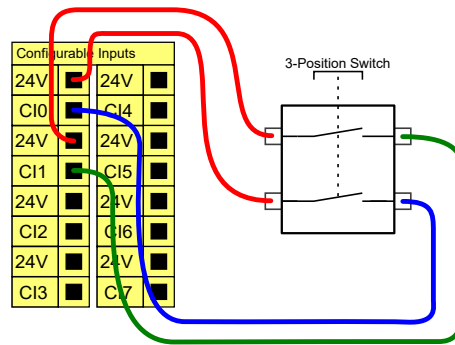 Configurable Inputs
3-Position Switch
24V 24V
CI0 CI4
24V 24V
CI1 CI5
24V 24V
CI2 CI6
24V 24V
CI3 CI7